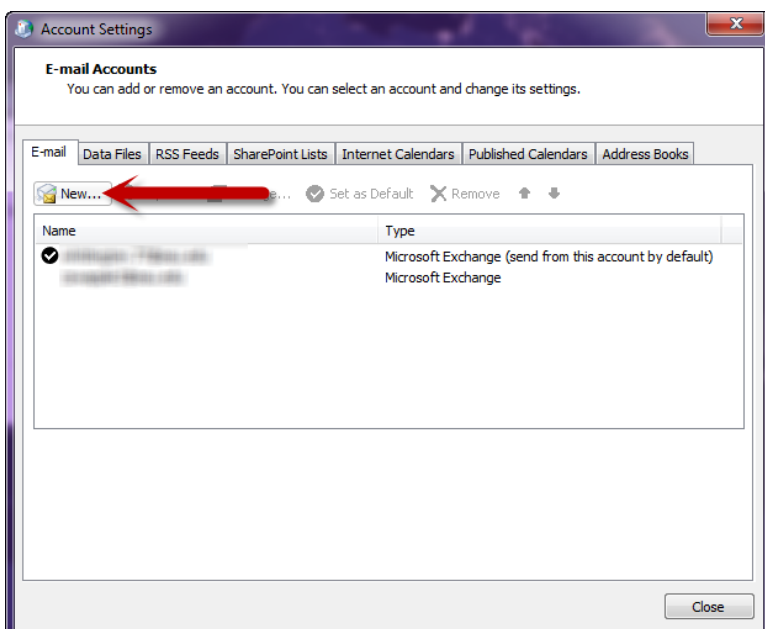 Account Settings
E-mail Accounts
You can add or remove an account. You can select an account and change its settings.
E-mail Data Files RSS Feeds SharePoint Lists Internet Calendars Published Calendars Address Books
New... Set as Default Remove
Name Type
Microsoft Exchange (send from this account by default)
Microsoft Exchange
Close